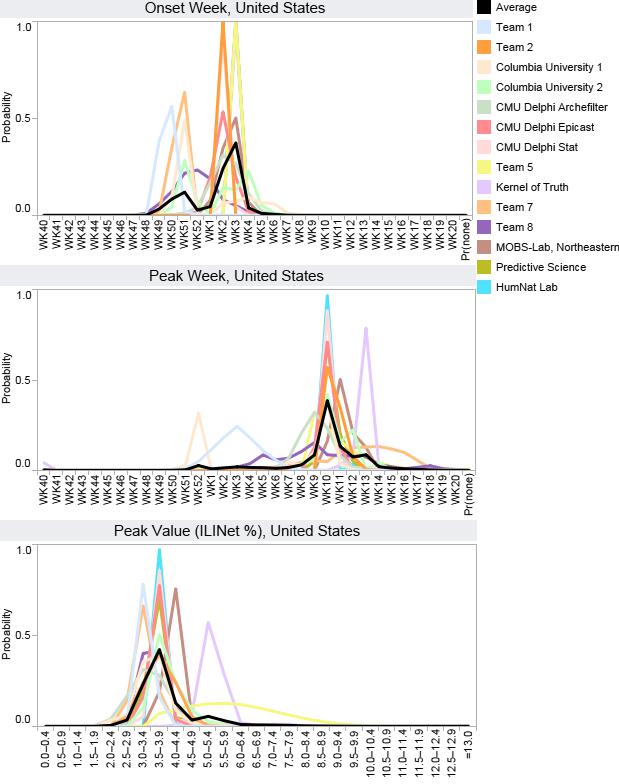 Onset Week, United States
1.0
0.5
0.0
Probability
WK40
WK41
WK42
WK43
WK44
WK45
WK46
WK47
WK48
WK49
WK50
WK51
WK52
WK1
WK2
WK3
WK4
WK5
WK6
WK7
WK8
WK9
WK10
WK11
WK12
WK13
WK14
WK15
WK16
WK17
WK18
WK19
WK20
Pr(none)
Average
Team 1
Team 2
Columbia University 1
Columbia University 2
CMU Delphi Archefilter
CMU Delphi Epicast
CMU Delphi Stat
Team 5
Kernel of Truth
Team 7
Team 8
MOBS-Lab, Northeastern
Predictive Science
HumNat Lab
Peak Week, United States
1.0
0.5
0.0
Probability
WK40
WK41
WK42
WK43
WK44
WK45
WK46
WK47
WK48
WK49
WK50
WK51
WK52
WK1
WK2
WK3
WK4
WK5
WK6
WK7
WK8
WK9
WK10
WK11
WK12
WK13
WK14
WK15
WK16
WK17
WK18
WK19
WK20
Pr(none)
Peak Value (ILINet %), United States
1.0
0.5
0.0
Probability
0.0–0.4
0.5–0.9
1.0–1.4
1.5–1.9
2.0–2.4
2.5–2.9
3.0–3.4
3.5–3.9
4.0–4.4
4.5–4.9
5.0–5.4
5.5–5.9
6.0–6.4
6.5–6.9
7.0–7.4
7.5–7.9
8.0–8.4
8.5–8.9
9.0–9.4
9.5–9.9
10.0–10.4
10.5–10.9
11.0–11.4
11.5–11.9
12.0–12.4
12.5–12.9
=13.0